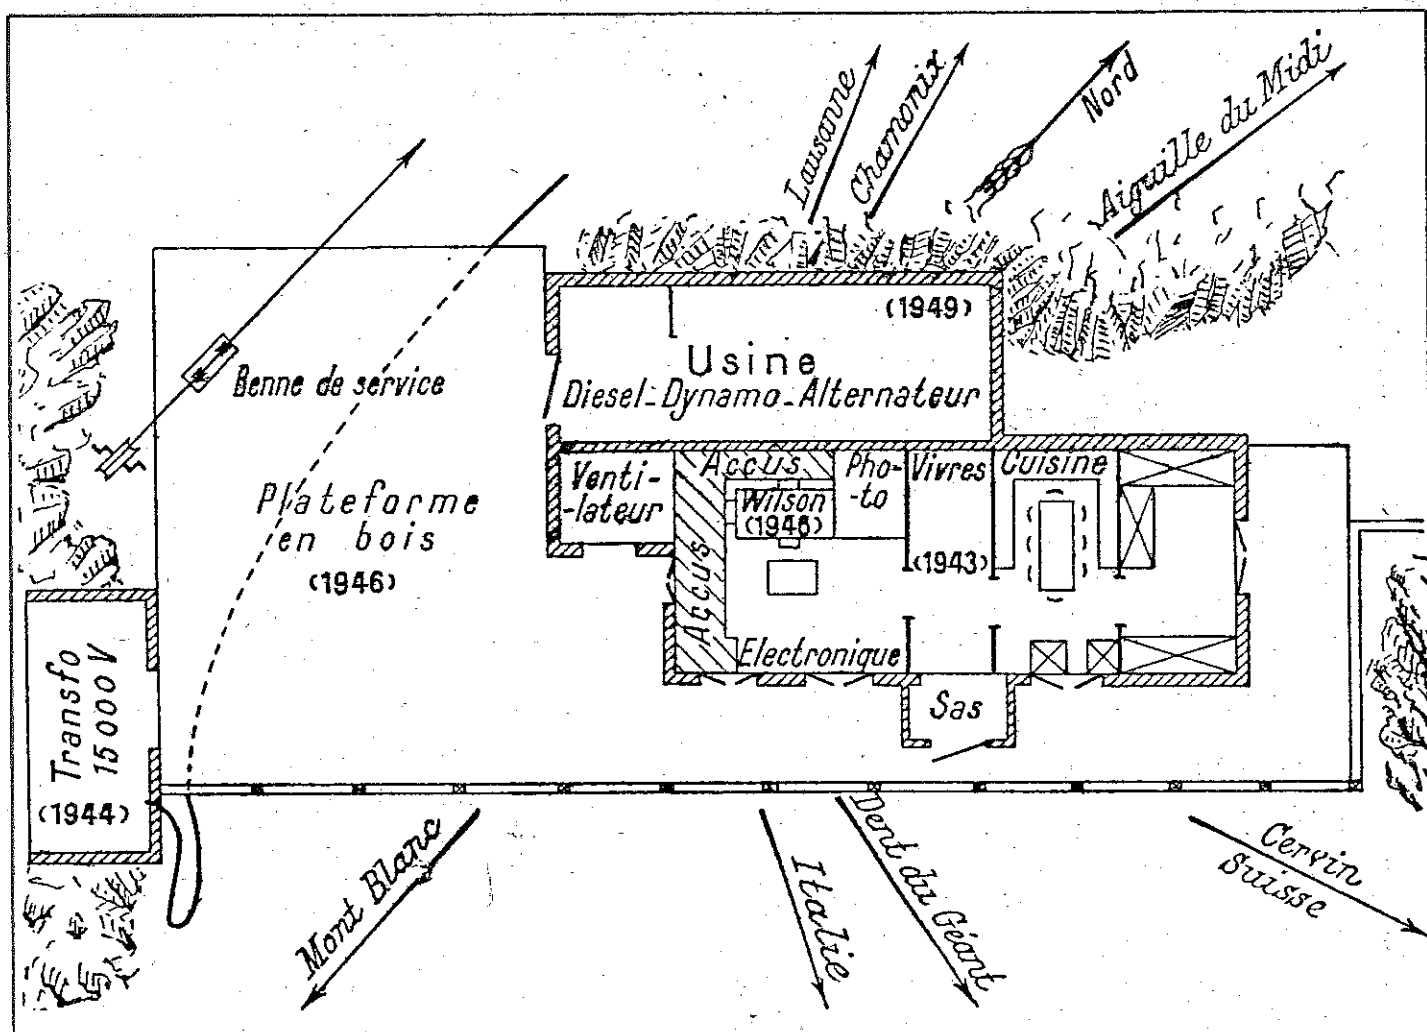 Lausanne
Chamonix
Nord
Aiguille du Midi
Benne de service
(1949)
Usine
Diesel-Dynamo-Alternateur
Plateforme
en bois
(1946)
Venti-
-lateur
Accus
Accus
Wilson
(1946)
Pho-
-to
Vivres
(1943)
Cuisine
Electronique
Sas
Transfo
15000V
(1944)
Mont Blanc
Italie
Dent du Géant
Cervin
Suisse